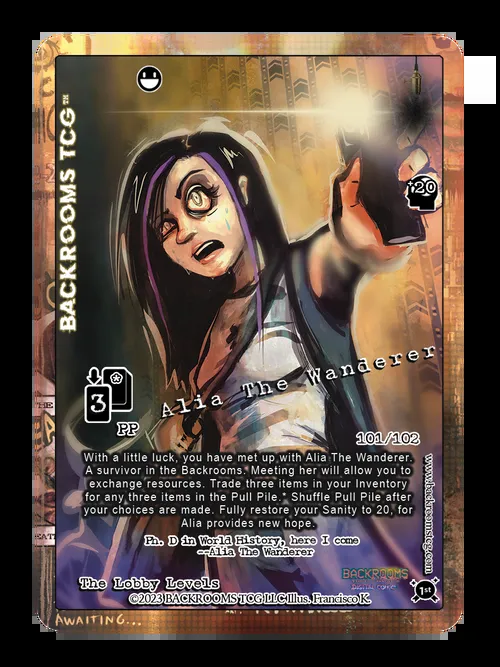 BACKROOMS TCG™
+20
Alia The Wanderer
3
PP
101/102
With a little luck, you have met up with Alia The Wanderer.
A survivor in the Backrooms. Meeting her will allow you to
exchange resources. Trade three items in your Inventory
for any three items in the Pull Pile.* Shuffle Pull Pile after
your choices are made. Fully restore your Sanity to 20, for
Alia provides new hope.
Ph. D in World History, here I come
--Alia The Wanderer
www.backroomstcg.com
BACKROOMS
The Lobby Levels
1st
©2023 BACKROOMS TCG LLC Illus. Francisco K.
AWAITING...